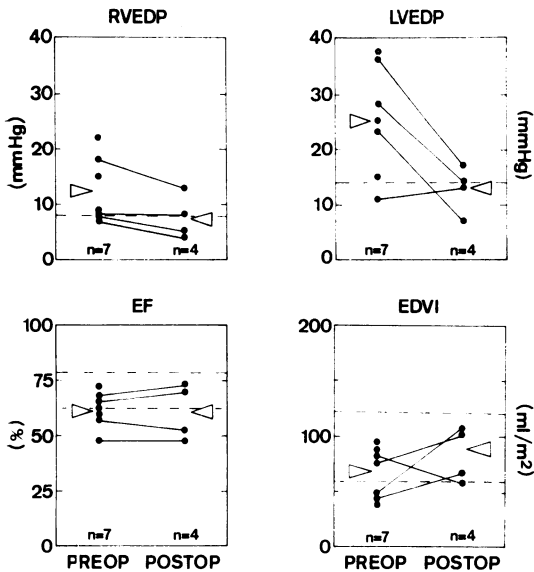 RVEDP
LVEDP
40
30
20
10
0
(mmHg)
n=7
n=4
40
30
20
10
0
(mmHg)
n=7
n=4
EF
EDVI
100
75
50
25
0
(%)
n=7
n=4
PREOP
POSTOP
200
100
0
(ml/m²)
n=7
n=4
PREOP
POSTOP